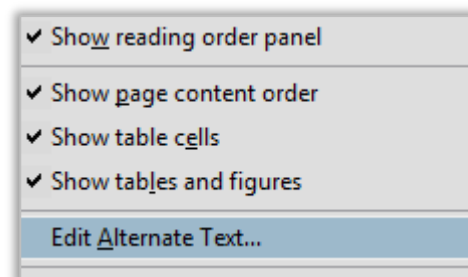 Show reading order panel
Show page content order
Show table cells
Show tables and figures
Edit Alternate Text...